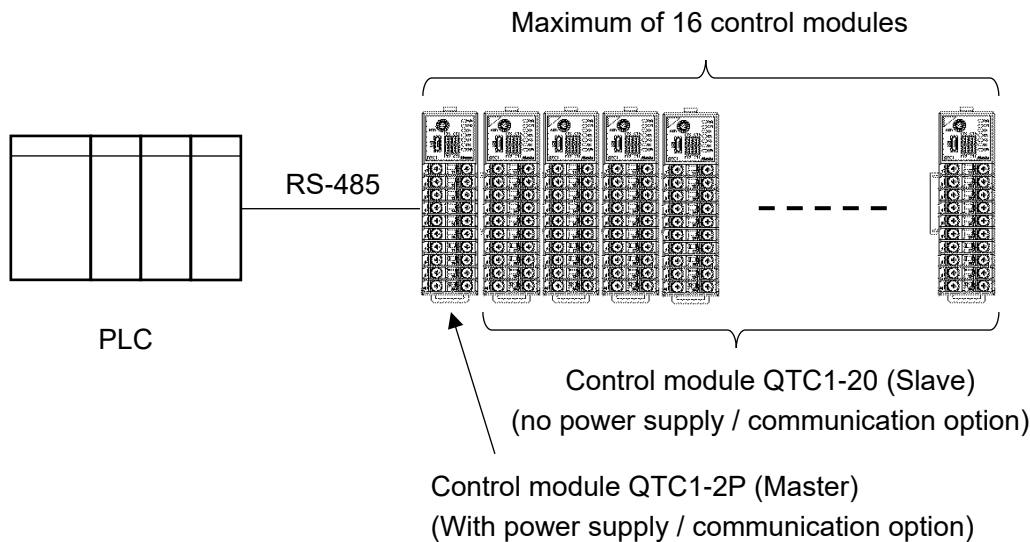 Maximum of 16 control modules
RS-485
PLC
Control module QTC1-20 (Slave)
(no power supply / communication option)
Control module QTC1-2P (Master)
(With power supply / communication option)